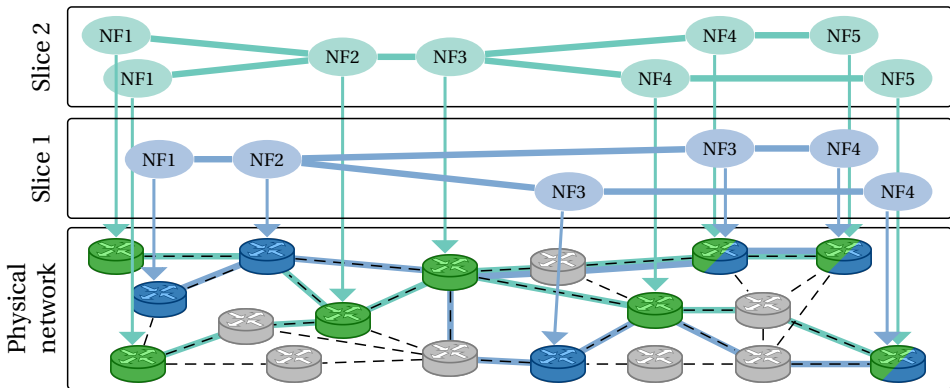 Slice 2
NF1
NF1
NF2
NF3
NF4
NF4
NF5
NF5
Slice 1
NF1
NF2
NF3
NF3
NF4
NF4
Physical
network